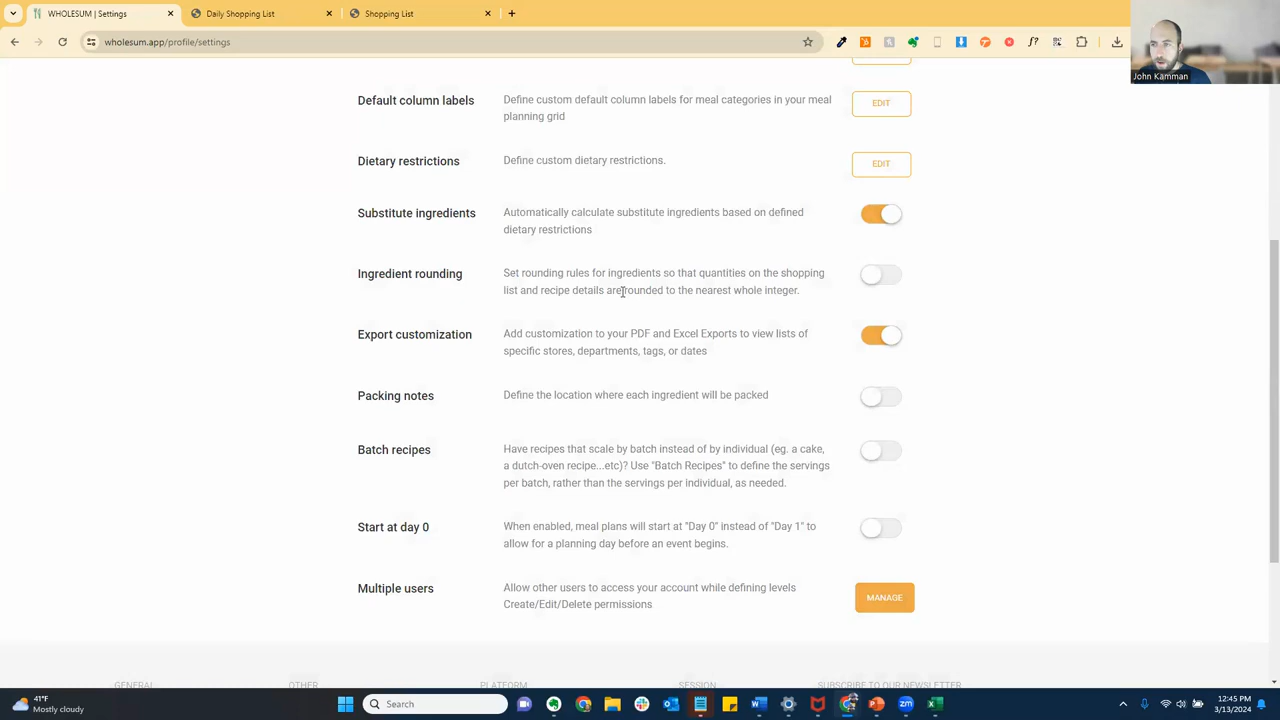 WHOLESUM | Settings
Daily Shopping List
Shopping List
wholesum.app/profile/settings
John Kamman
Default column labels
Define custom default column labels for meal categories in your meal
planning grid
EDIT
Dietary restrictions
Define custom dietary restrictions.
EDIT
Substitute ingredients
Automatically calculate substitute ingredients based on defined
dietary restrictions
Ingredient rounding
Set rounding rules for ingredients so that quantities on the shopping
list and recipe details are rounded to the nearest whole integer.
Export customization
Add customization to your PDF and Excel Exports to view lists of
specific stores, departments, tags, or dates
Packing notes
Define the location where each ingredient will be packed
Batch recipes
Have recipes that scale by batch instead of by individual (eg. a cake,
a dutch-oven recipe...etc)? Use "Batch Recipes" to define the servings
per batch, rather than the servings per individual, as needed.
Start at day 0
When enabled, meal plans will start at "Day 0" instead of "Day 1" to
allow for a planning day before an event begins.
Multiple users
Allow other users to access your account while defining levels
Create/Edit/Delete permissions
MANAGE
GENERAL
OTHER
PLATFORM
SESSION
SUBSCRIBE TO OUR NEWSLETTER
41°F
Mostly cloudy
Search
12:45 PM
3/13/2024